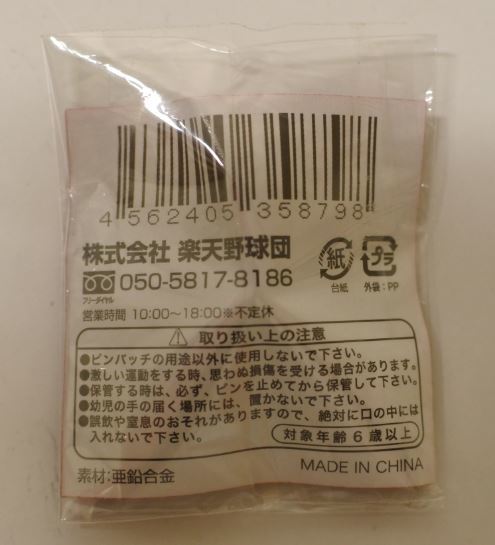 4 562405 358798
株式会社 楽天野球団
フリーダイヤル 050-5817-8186
営業時間 10:00〜18:00※不定休
紙
台紙
プラ
外袋:PP
取り扱い上の注意
●ピンバッチの用途以外に使用しないで下さい。
●激しい運動をする時、思わぬ損傷を受ける場合があります。
●保管する時は、必ず、ピンを止めてから保管して下さい。
●幼児の手の届く場所には、置かないで下さい。
●誤飲や窒息のおそれがありますので、絶対に口の中には
入れないで下さい。
対象年齢6歳以上
素材:亜鉛合金
MADE IN CHINA